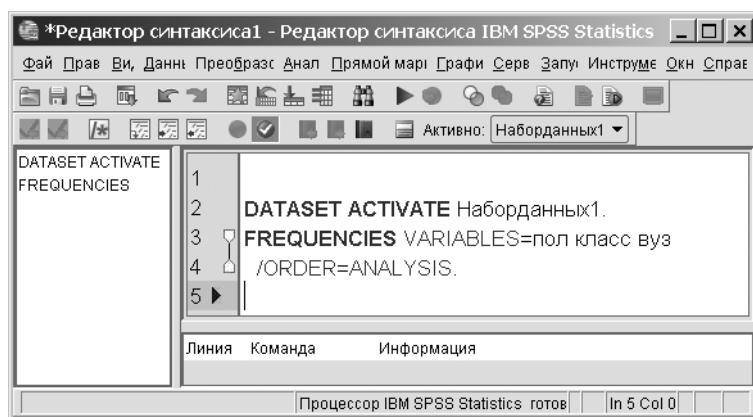 *Редактор синтаксиса1 - Редактор синтаксиса IBM SPSS Statistics
Фай Прав Ви, Даннь Преобразс Анал Прямой марı Графи Серв Запуı Инструме Окн Справ
Активно: Наборданных1
DATASET ACTIVATE
FREQUENCIES
1
2 DATASET ACTIVATE Наборданных1.
3 FREQUENCIES VARIABLES=пол класс вуз
4 /ORDER=ANALYSIS.
5
Линия Команда Информация
Процессор IBM SPSS Statistics готов In 5 Col 0